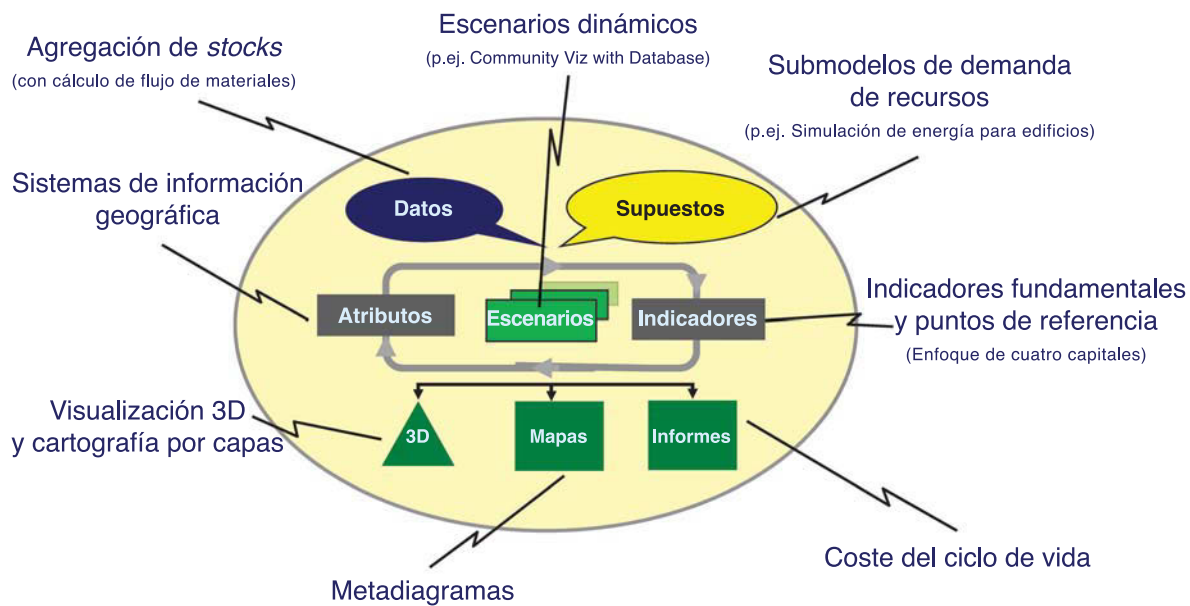 Escenarios dinámicos
(p.ej. Community Viz with Database)
Agregación de stocks
(con cálculo de flujo de materiales)
Submodelos de demanda
de recursos
(p.ej. Simulación de energía para edificios)
Sistemas de información
geográfica
Datos
Supuestos
Atributos
Escenarios
Indicadores
Indicadores fundamentales
y puntos de referencia
(Enfoque de cuatro capitales)
Visualización 3D
y cartografía por capas
3D
Mapas
Informes
Coste del ciclo de vida
Metadiagramas